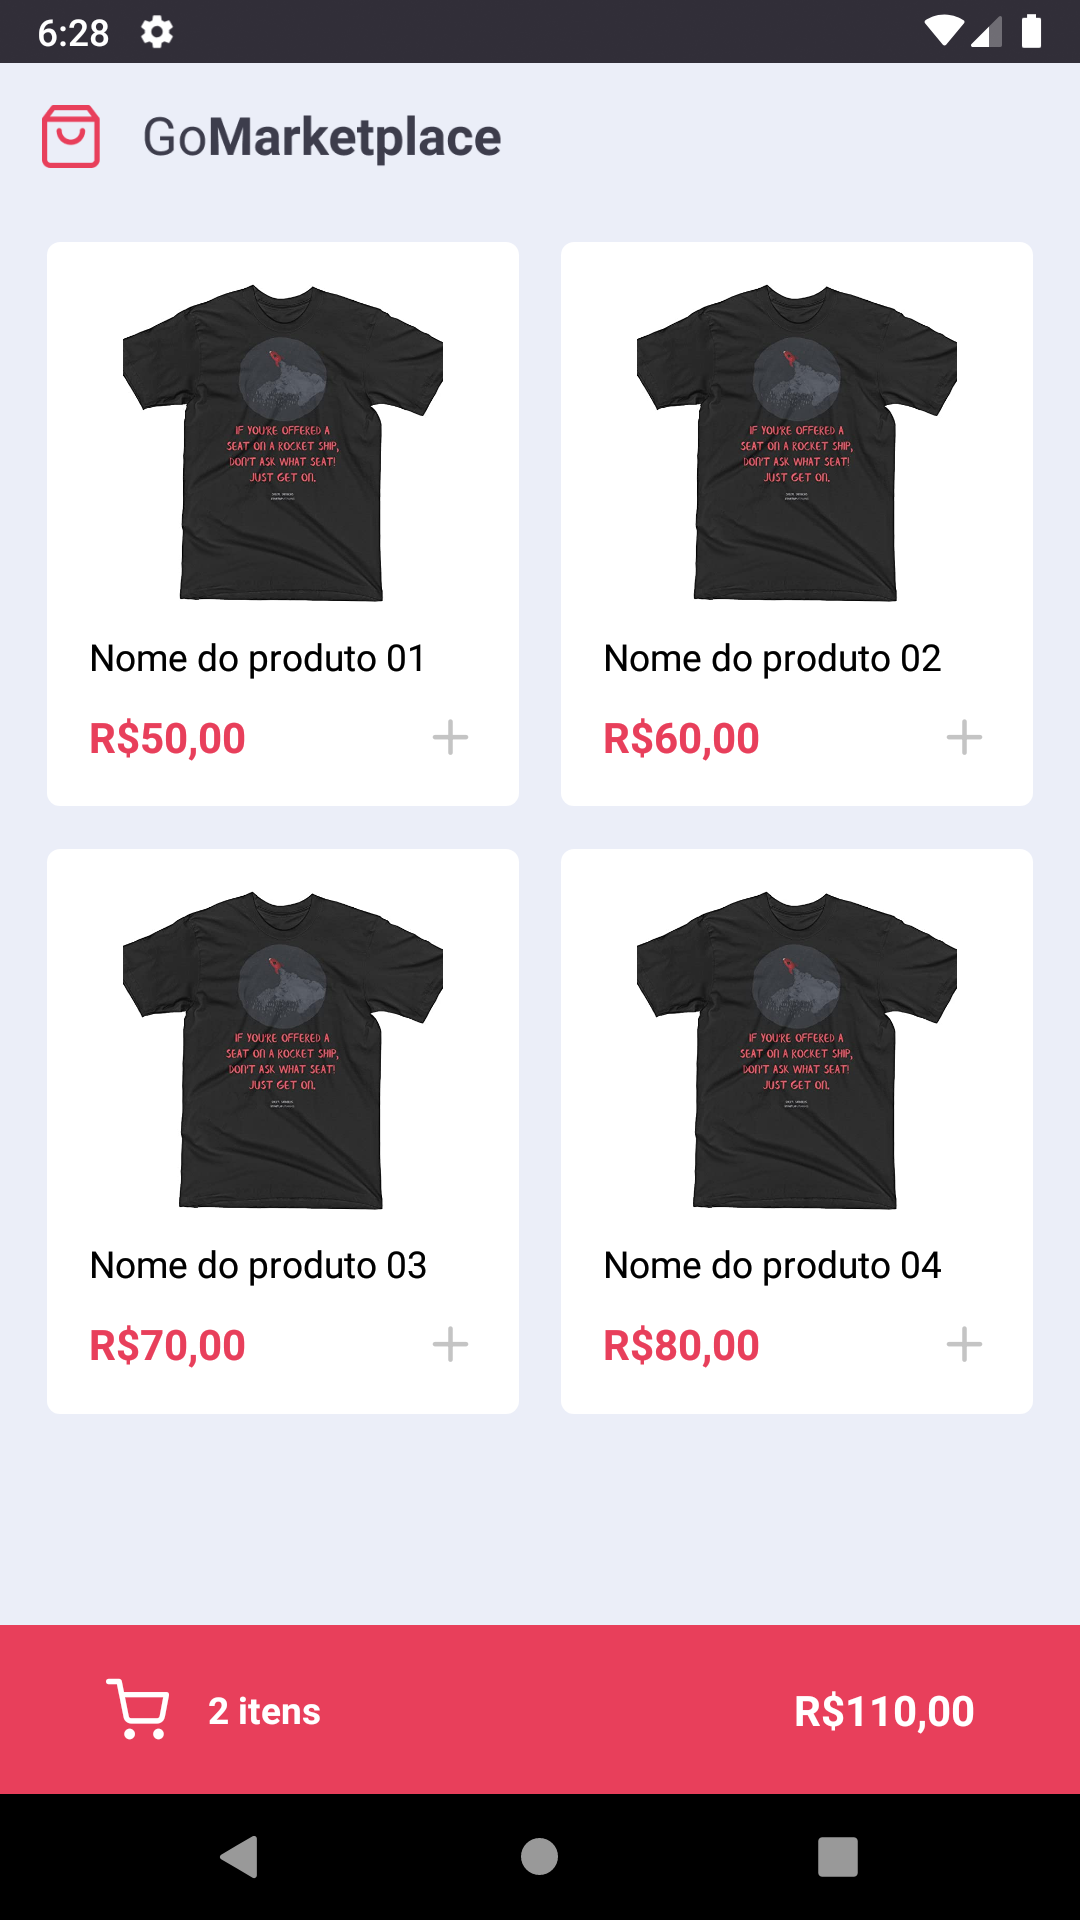 6:28
GoMarketplace
IF YOU'RE OFFERED A
SEAT ON A ROCKET SHIP,
DON'T ASK WHAT SEAT!
JUST GET ON.
IF YOU'RE OFFERED A
SEAT ON A ROCKET SHIP,
DON'T ASK WHAT SEAT!
JUST GET ON.
Nome do produto 01
Nome do produto 02
R$50,00
R$60,00
IF YOU'RE OFFERED A
SEAT ON A ROCKET SHIP,
DON'T ASK WHAT SEAT!
JUST GET ON.
IF YOU'RE OFFERED A
SEAT ON A ROCKET SHIP,
DON'T ASK WHAT SEAT!
JUST GET ON.
Nome do produto 03
Nome do produto 04
R$70,00
R$80,00
2 itens
R$110,00